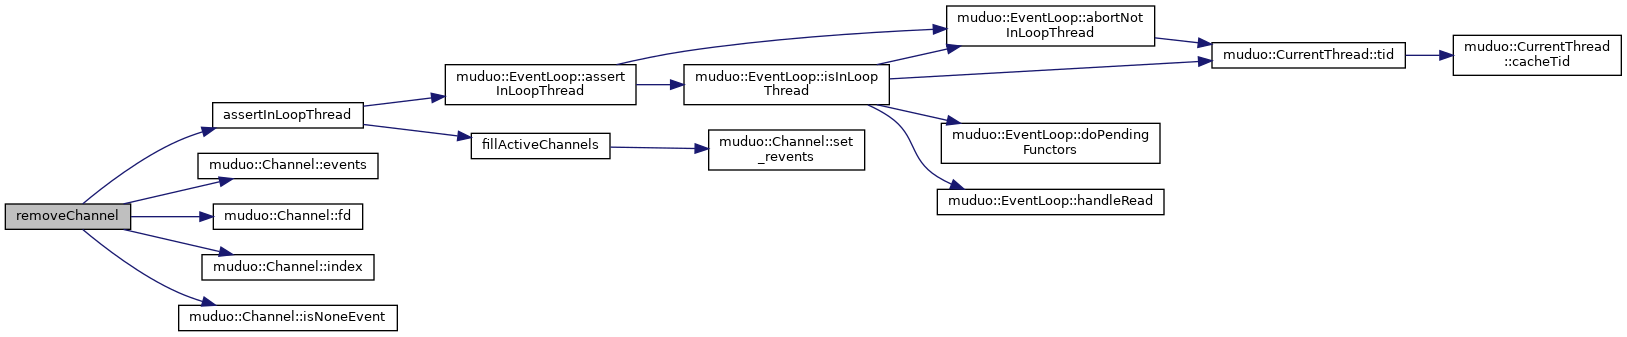 muduo::EventLoop::abortNot
InLoopThread
muduo::CurrentThread::tid
muduo::CurrentThread
::cacheTid
muduo::EventLoop::assert
InLoopThread
muduo::EventLoop::isInLoop
Thread
assertInLoopThread
fillActiveChannels
muduo::Channel::set
_revents
muduo::EventLoop::doPending
Functors
muduo::EventLoop::handleRead
muduo::Channel::events
removeChannel
muduo::Channel::fd
muduo::Channel::index
muduo::Channel::isNoneEvent